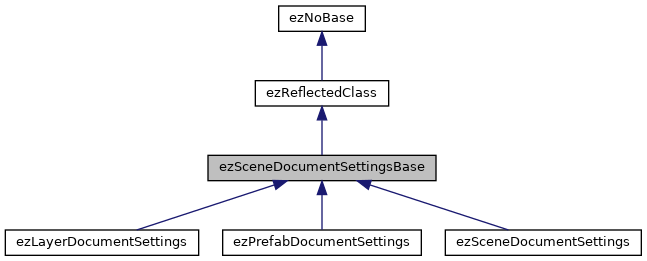 ezNoBase
ezReflectedClass
ezSceneDocumentSettingsBase
ezLayerDocumentSettings
ezPrefabDocumentSettings
ezSceneDocumentSettings